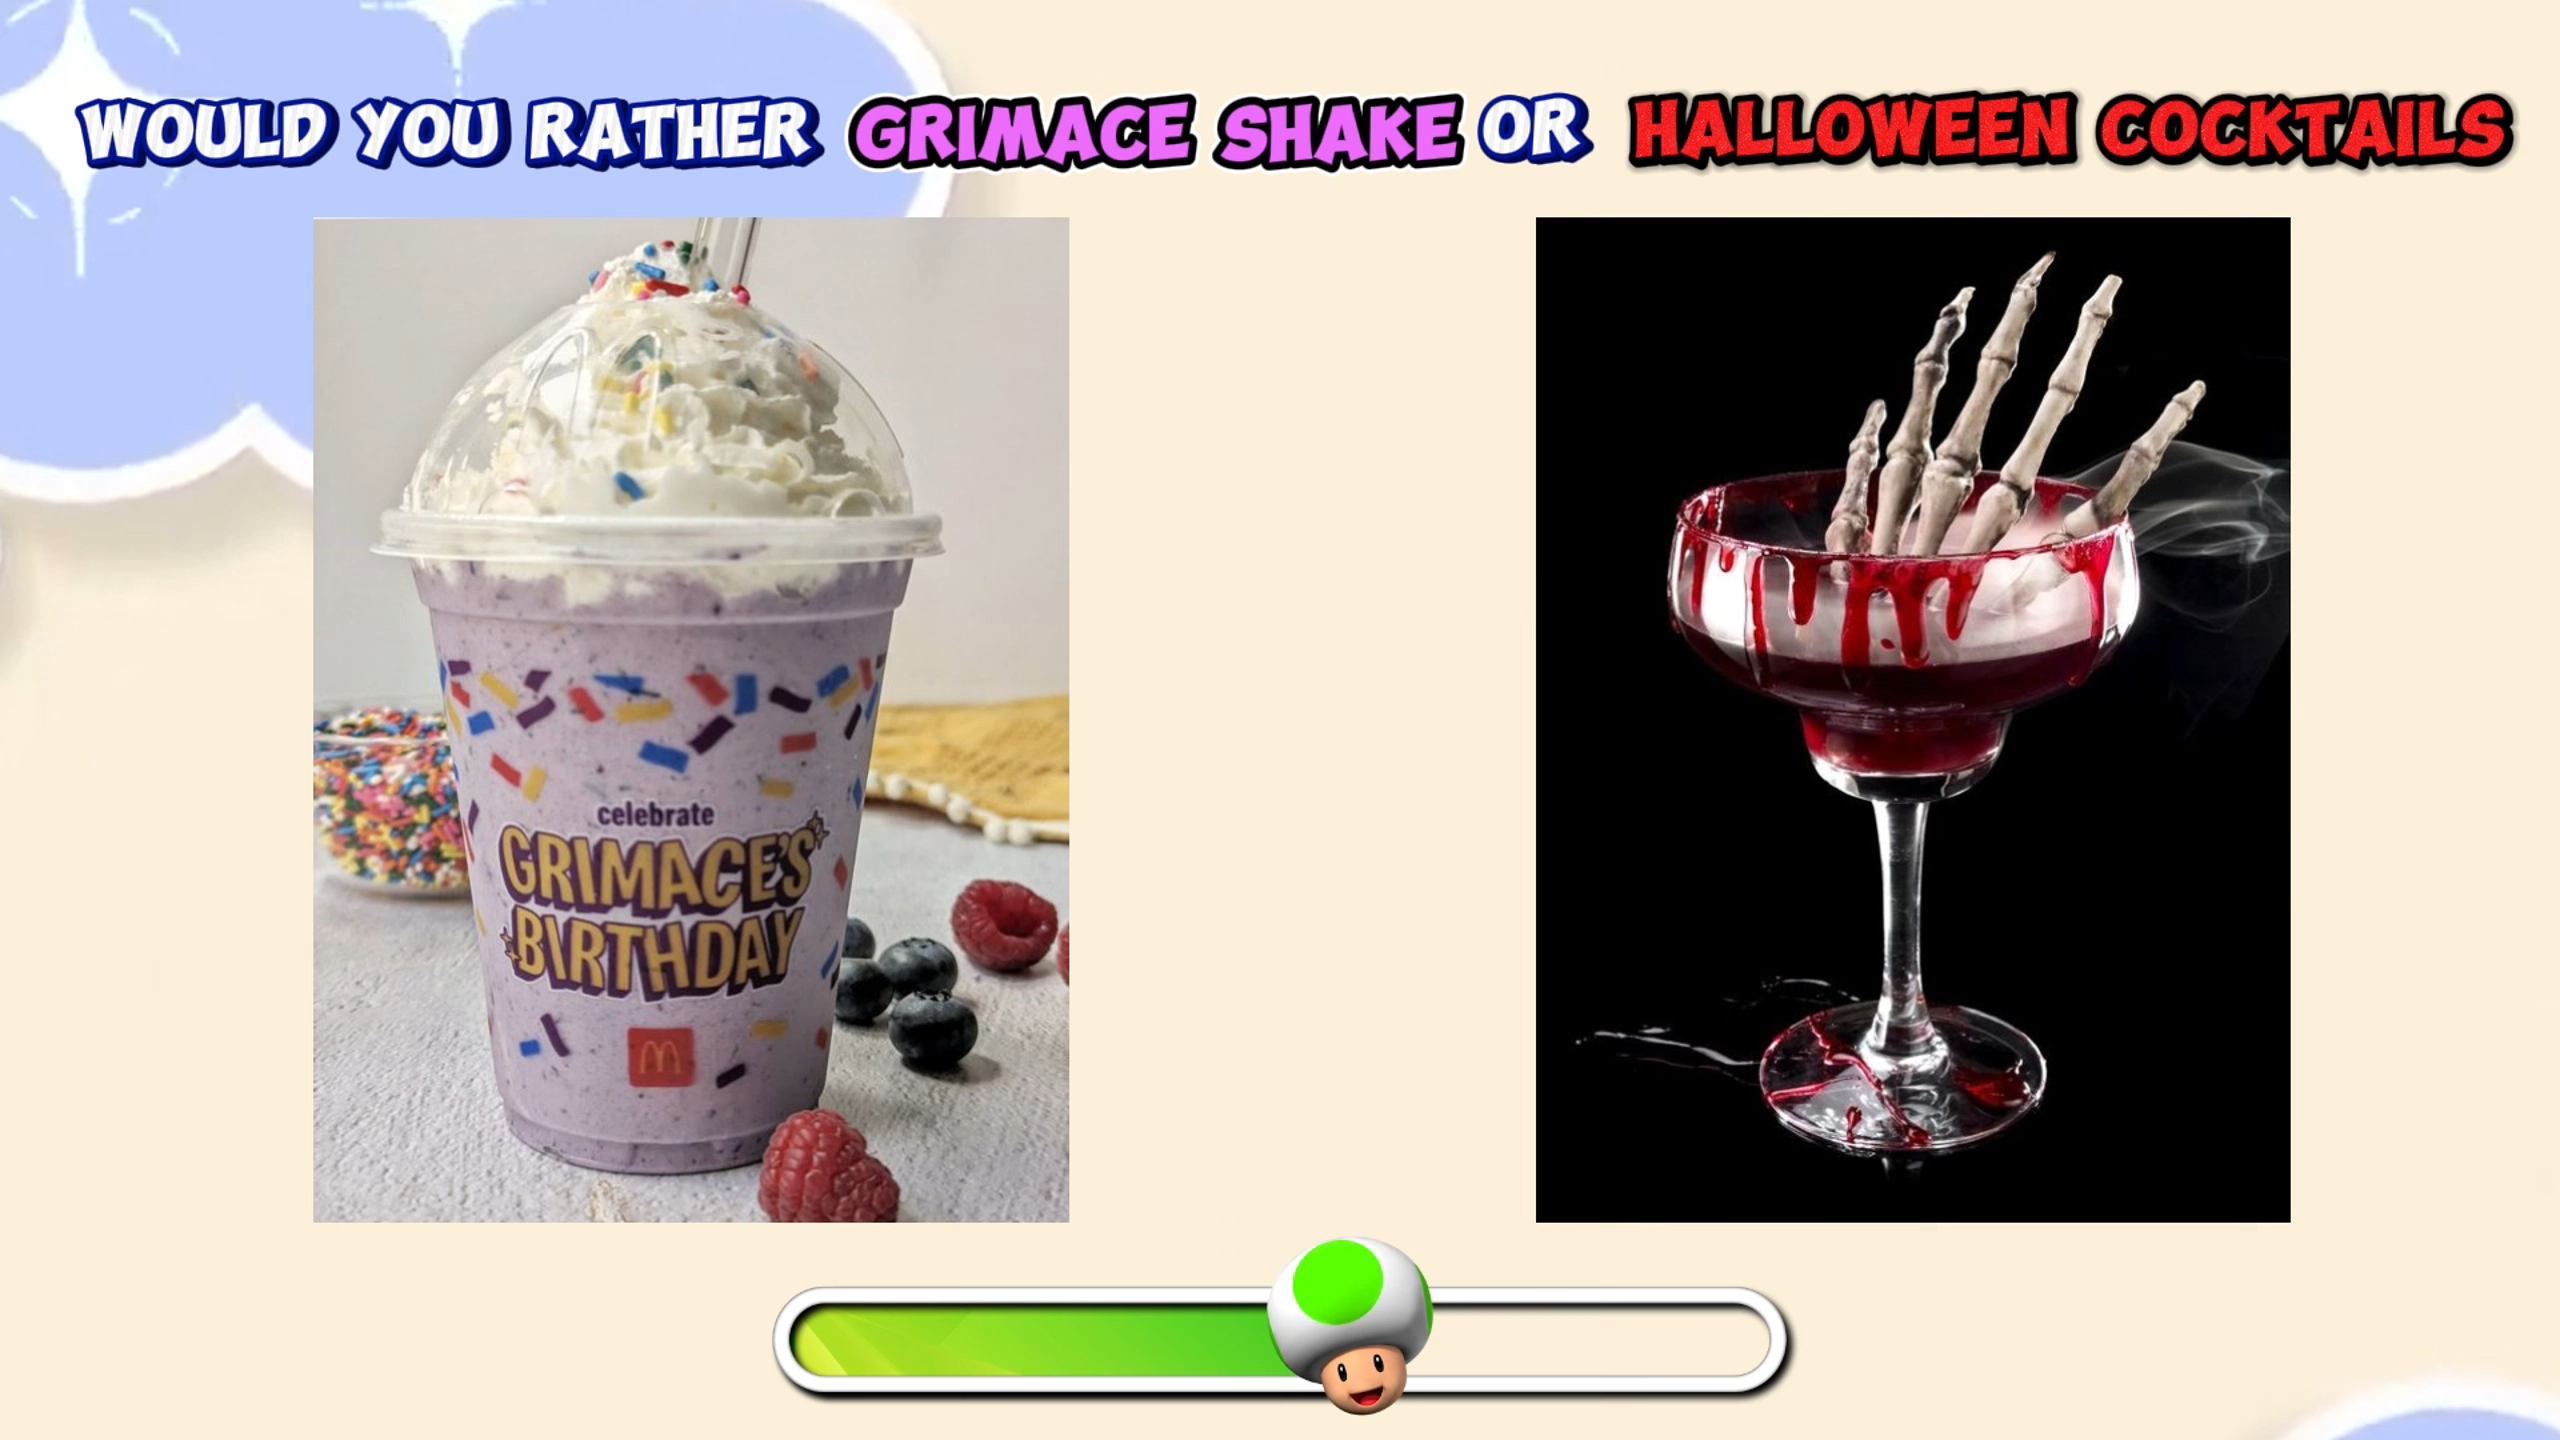 WOULD YOU RATHER GRIMACE SHAKE OR HALLOWEEN COCKTAILS
celebrate
GRIMACE'S
BIRTHDAY
M